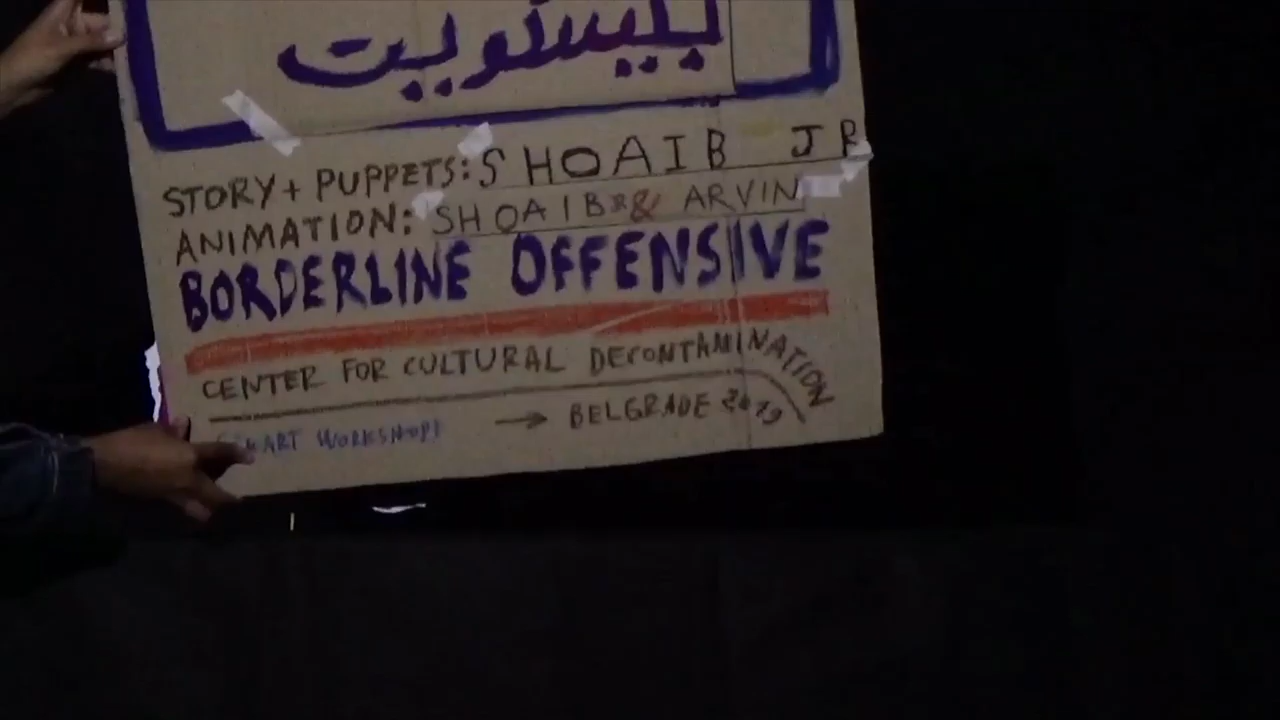 STORY + PUPPETS: SHOAIB JR
ANIMATION: SHOAIB & ARVIN
BORDERLINE OFFENSIVE
CENTER FOR CULTURAL DECONTAMINATION
ART WORKSHOP! → BELGRADE 2019